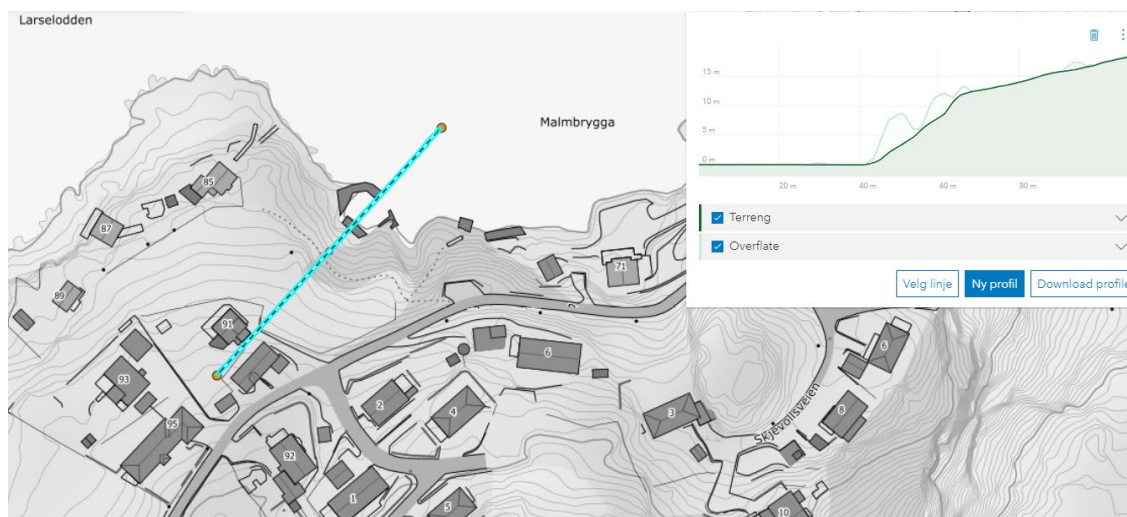 Larselodden
Malmbrygga
15 m
10 m
5 m
0 m
20 m
40 m
60 m
80 m
Terreng
Overflate
Velg linje
Ny profil
Download profile
85
87
89
91
93
95
92
71
6
2
4
1
5
3
Skjevollsveien
6
8
10